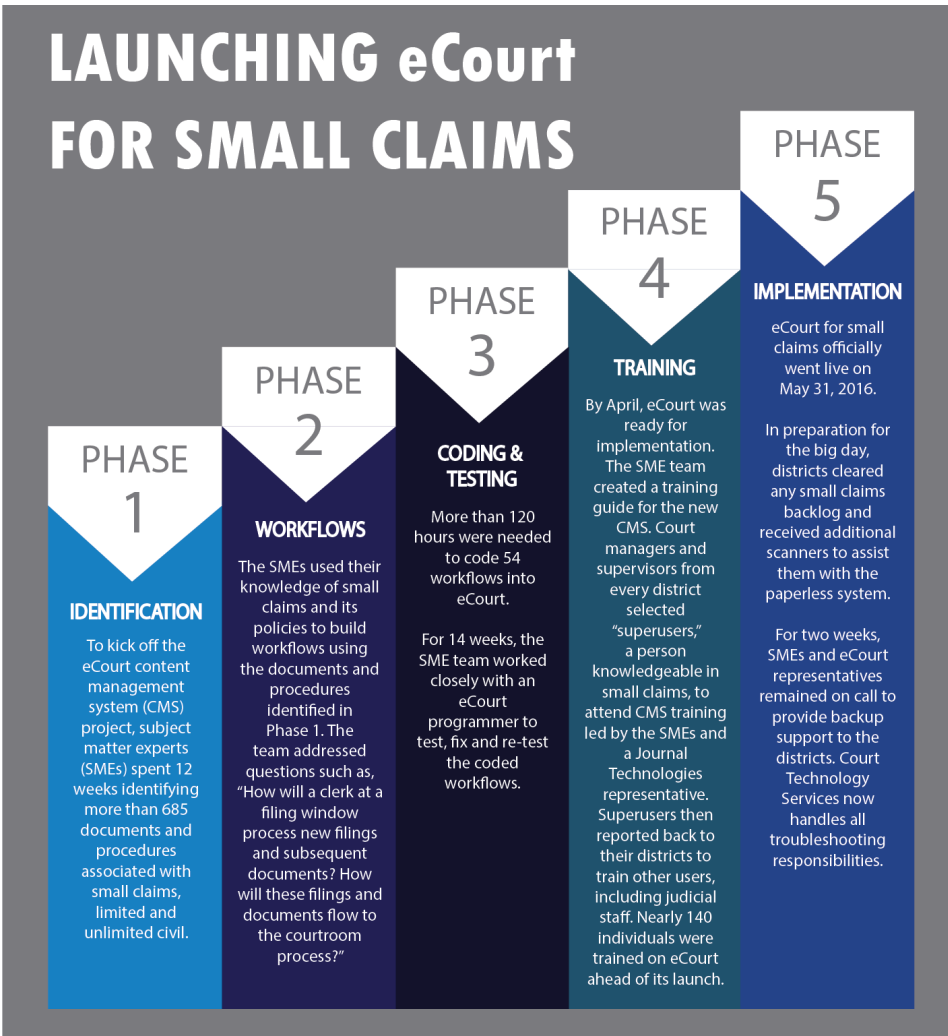 LAUNCHING eCourt
FOR SMALL CLAIMS
PHASE
1
IDENTIFICATION
To kick off the
eCourt content
management
system (CMS)
project, subject
matter experts
(SMEs) spent 12
weeks identifying
more than 685
documents and
procedures
associated with
small claims,
limited and
unlimited civil.
PHASE
2
WORKFLOWS
The SMEs used their
knowledge of small
claims and its
policies to build
workflows using
the documents and
procedures
identified in
Phase 1. The
team addressed
questions such as,
“How will a clerk at a
filing window
process new filings
and subsequent
documents? How
will these filings and
documents flow to
the courtroom
process?”
PHASE
3
CODING &
TESTING
More than 120
hours were needed
to code 54
workflows into
eCourt.
For 14 weeks, the
SME team worked
closely with an
eCourt
programmer to
test, fix and re-test
the coded
workflows.
PHASE
4
TRAINING
By April, eCourt was
ready for
implementation.
The SME team
created a training
guide for the new
CMS. Court
managers and
supervisors from
every district
selected
“superusers,”
a person
knowledgeable in
small claims, to
attend CMS training
led by the SMEs and
a Journal
Technologies
representative.
Superusers then
reported back to
their districts to
train other users,
including judicial
staff. Nearly 140
individuals were
trained on eCourt
ahead of its launch.
PHASE
5
IMPLEMENTATION
eCourt for small
claims officially
went live on
May 31, 2016.
In preparation for
the big day,
districts cleared
any small claims
backlog and
received additional
scanners to assist
them with the
paperless system.
For two weeks,
SMEs and eCourt
representatives
remained on call to
provide backup
support to the
districts. Court
Technology
Services now
handles all
troubleshooting
responsibilities.